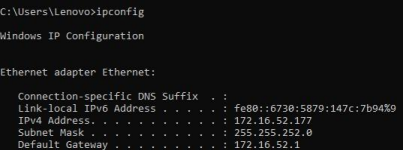 C:\Users\Lenovo>ipconfig
Windows IP Configuration
Ethernet adapter Ethernet:
Connection-specific DNS Suffix . :
Link-local IPv6 Address . . . . . : fe80::6730:5879:147c:7b94%9
IPv4 Address. . . . . . . . . . . : 172.16.52.177
Subnet Mask . . . . . . . . . . . : 255.255.252.0
Default Gateway . . . . . . . . . : 172.16.52.1